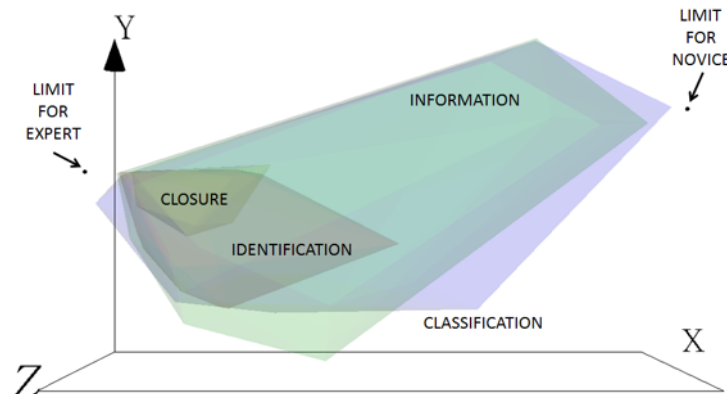 Y
LIMIT
FOR
NOVICE
LIMIT
FOR
EXPERT
INFORMATION
CLOSURE
IDENTIFICATION
CLASSIFICATION
X
Z